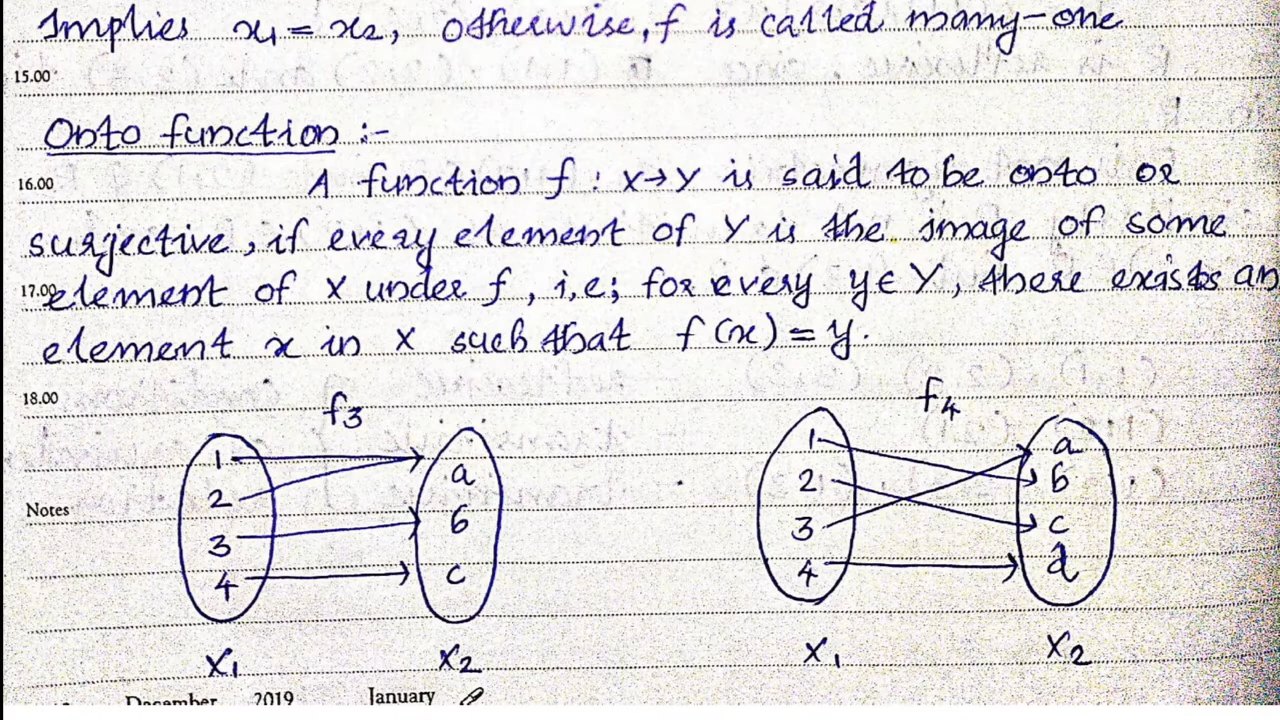 Implies x₁ = x₂, otherwise, f is called many-one
15.00
Onto function :-
16.00 A function f : X→Y is said to be onto or
surjective, if every element of Y is the image of some
17.00 element of X under f, i.e; for every y ∈ Y, there exists an
element x in X such that f(x) = y.
18.00
f3 f4
1 a 1 a
2 b 2 b
3 c 3 c
4 4 d
Notes
X₁ X₂ X₁ X₂
December 2019 January